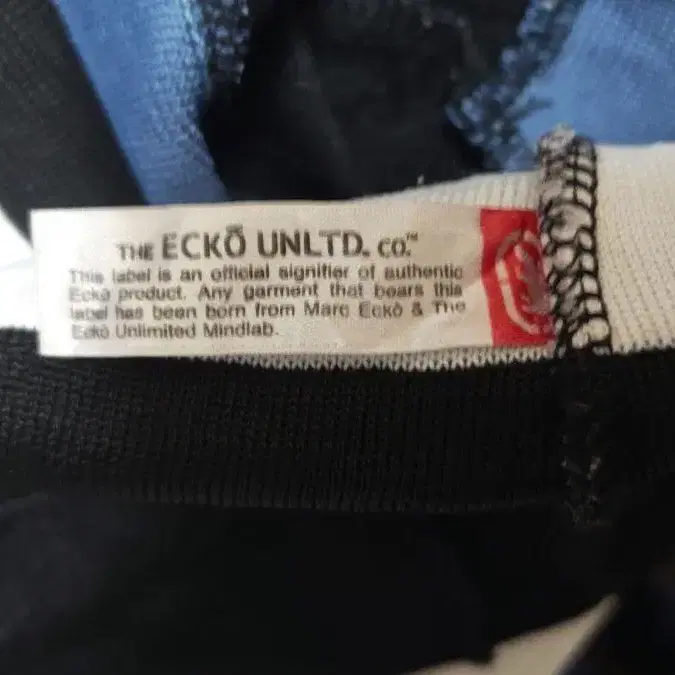 THE ECKŌ UNLTD. CO.™
This label is an official signifier of authentic
Eckō product. Any garment that bears this
label has been born from Marc Eckō & The
Eckō Unlimited Mindlab.